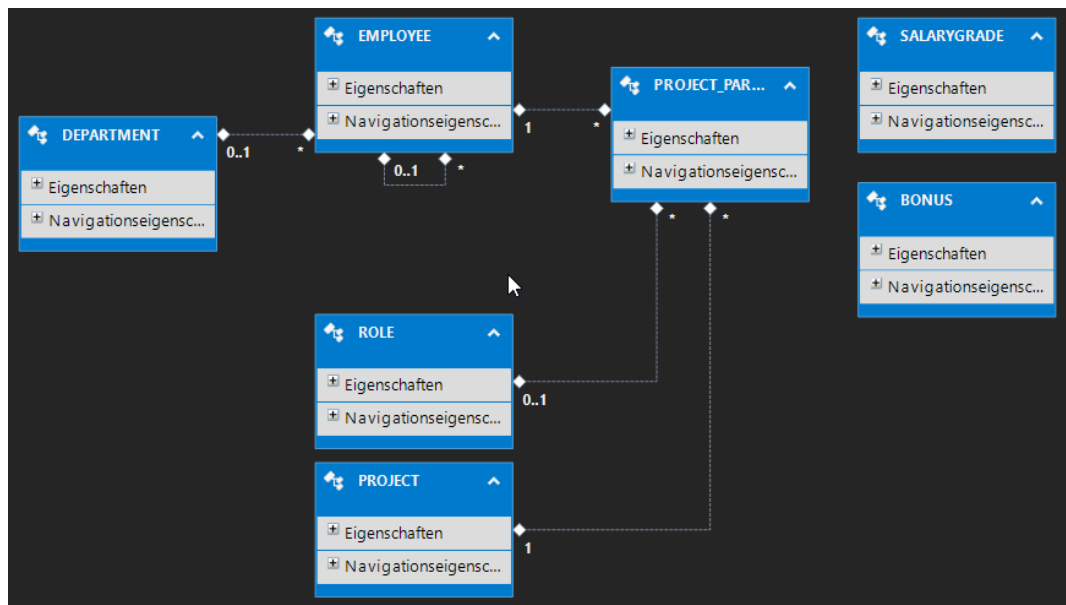 EMPLOYEE
Eigenschaften
Navigationseigensc...
0..1
*
1
*
DEPARTMENT
Eigenschaften
Navigationseigensc...
0..1
*
PROJECT_PAR...
Eigenschaften
Navigationseigensc...
*
*
SALARYGRADE
Eigenschaften
Navigationseigensc...
BONUS
Eigenschaften
Navigationseigensc...
ROLE
Eigenschaften
Navigationseigensc...
0..1
PROJECT
Eigenschaften
Navigationseigensc...
1